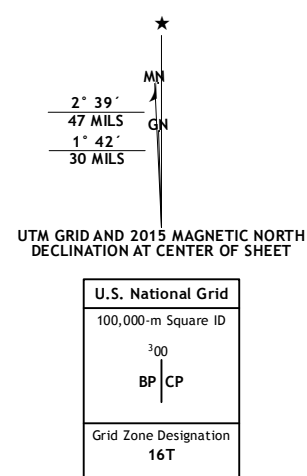 ★
MN
2° 39´
47 MILS
GN
1° 42´
30 MILS
UTM GRID AND 2015 MAGNETIC NORTH
DECLINATION AT CENTER OF SHEET
U.S. National Grid
100,000-m Square ID
³00
BP CP
Grid Zone Designation
16T